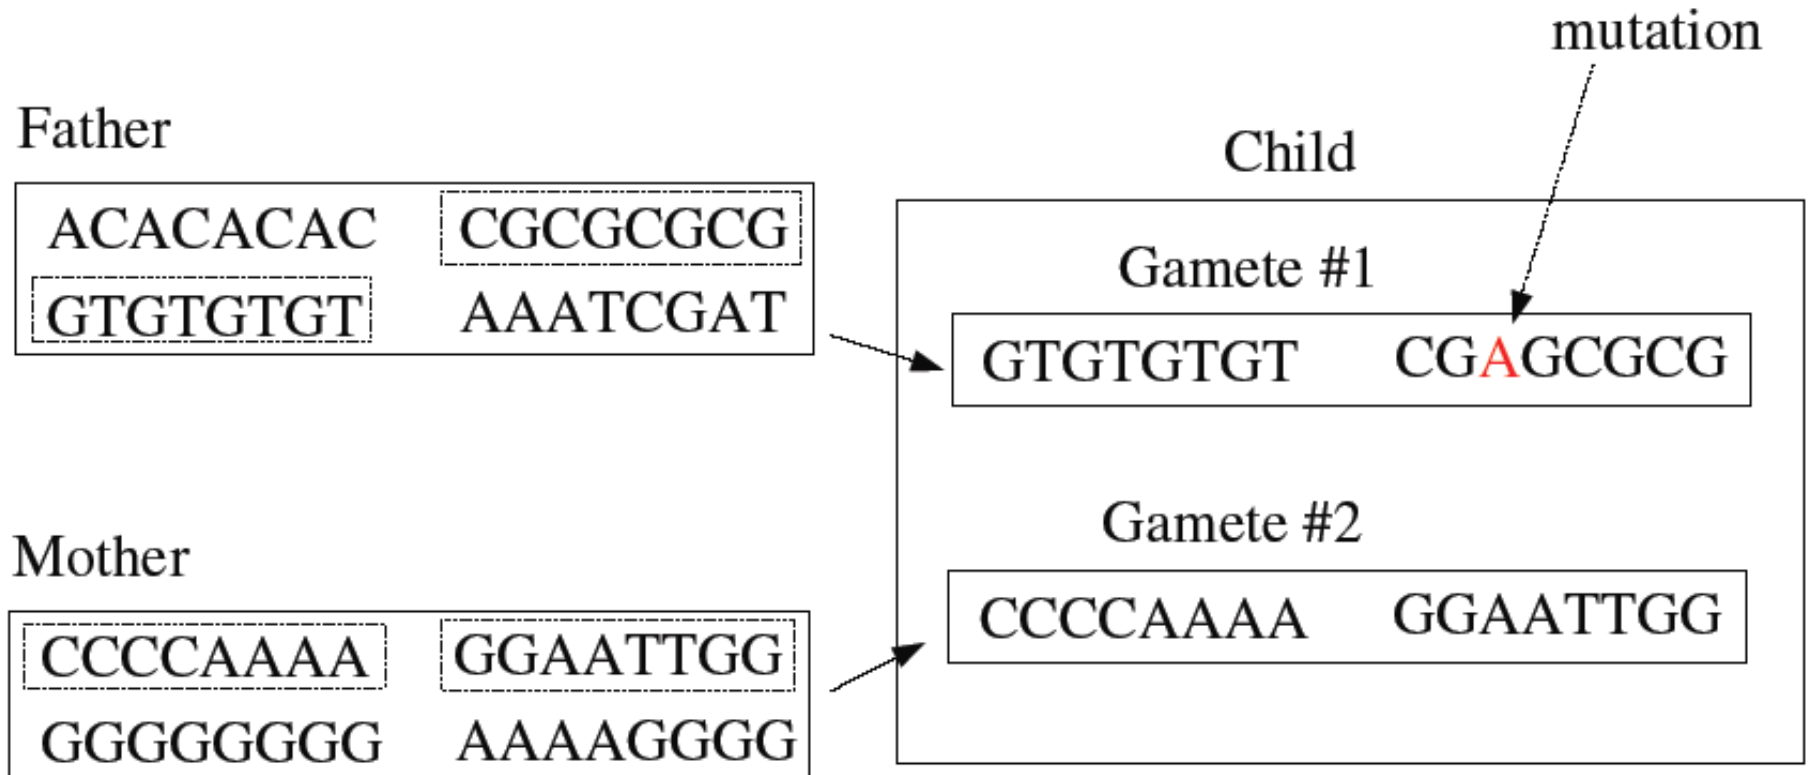 mutation
Father
Child
ACACACAC CGCGCGCG
GTGTGTGT AAATCGAT
Gamete #1
GTGTGTGT CGAGCGCG
Mother
Gamete #2
CCCCAAAA GGAATTGG
CCCCAAAA GGAATTGG
GGGGGGGG AAAAGGGG